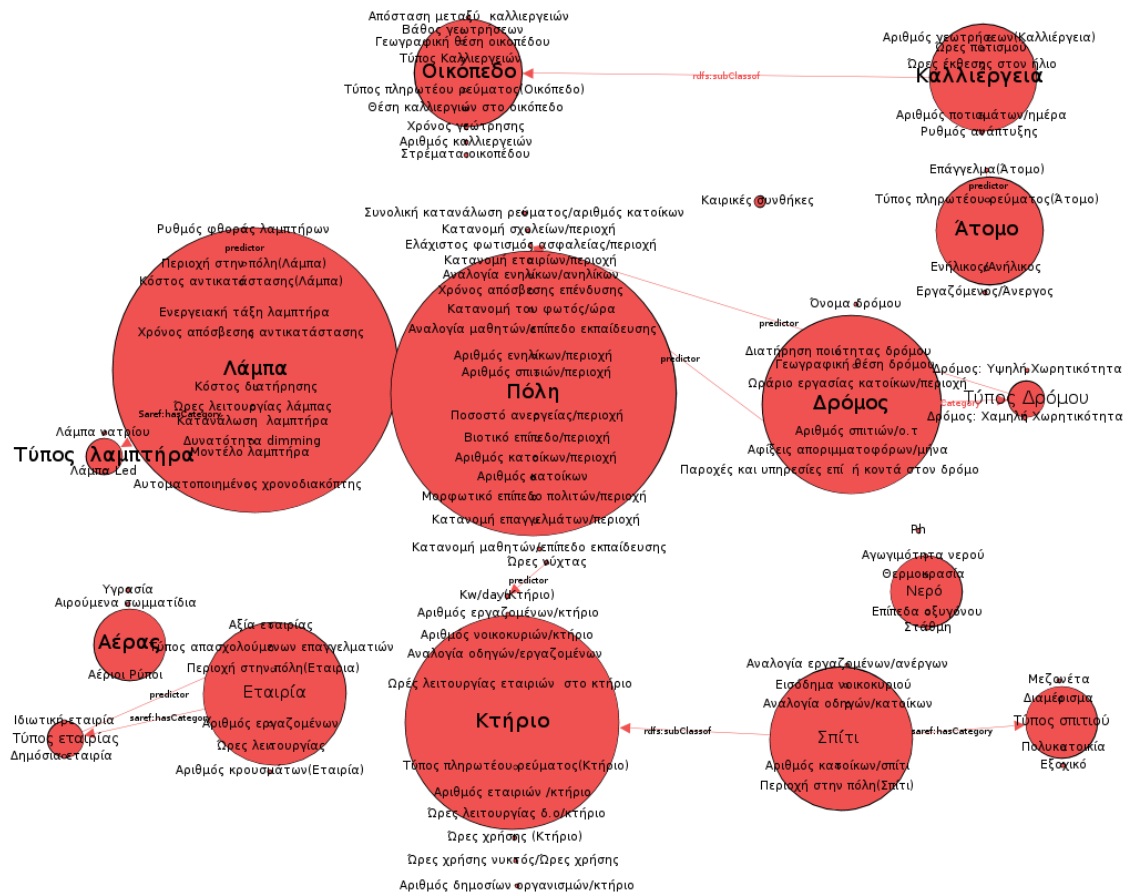 Απόσταση μεταξύ καλλιεργειών
Βάθος γεωτρήσεων
Γεωγραφική θέση οικοπέδου
Τύπος Καλλιεργειών
Οικόπεδο
Τύπος πληρωτέου ρεύματος(Οικόπεδο)
Θέση καλλιεργιών στο οικόπεδο
Χρόνος γεώτρησης
Αριθμός καλλιεργειών
Στρέματα οικοπέδου
rdfs:subClassof
Αριθμός γεωτρήσεων(Καλλιέργεια)
Ώρες ποτισμού
Ώρες έκθεσης στον ήλιο
Καλλιέργεια
Αριθμός ποτισμάτων/ημέρα
Ρυθμός ανάπτυξης
Επάγγελμα(Άτομο)
predictor
Τύπος πληρωτέου ρεύματος(Άτομο)
Άτομο
Ενήλικος/Ανήλικος
Εργαζόμενος/Άνεργος
Καιρικές συνθήκες
Ρυθμός φθοράς λαμπτήρων
predictor
Περιοχή στην πόλη(Λάμπα)
Κόστος αντικατάστασης(Λάμπα)
Ενεργειακή τάξη λαμπτήρα
Χρόνος απόσβεσης αντικατάστασης
Λάμπα
Κόστος διατήρησης
Ώρες λειτουργίας λάμπας
Saref:hasCategory
Κατανάλωση λαμπτήρα
Δυνατότητα dimming
Μοντέλο λαμπτήρα
Αυτοματοποιημένος χρονοδιακόπτης
Λάμπα νατρίου
Τύπος λαμπτήρα
Λάμπα Led
Συνολική κατανάλωση ρεύματος/αριθμός κατοίκων
Κατανομή σχολείων/περιοχή
Ελάχιστος φωτισμός ασφαλείας/περιοχή
Κατανομή εταιρίων/περιοχή
Αναλογία ενηλίκων/ανηλίκων
Χρόνος απόσβεσης επένδυσης
Κατανομή του φωτός/ώρα
Αναλογία μαθητών/επίπεδο εκπαίδευσης
Αριθμός ενηλίκων/περιοχή
Αριθμός σπιτιών/περιοχή
Πόλη
Ποσοστό ανεργείας/περιοχή
Βιοτικό επίπεδο/περιοχή
Αριθμός κατοίκων/περιοχή
Αριθμός κατοίκων
Μορφωτικό επίπεδο πολιτών/περιοχή
Κατανομή επαγγελμάτων/περιοχή
Κατανομή μαθητών/επίπεδο εκπαίδευσης
Ώρες νύχτας
predictor
predictor
predictor
Όνομα δρόμου
Διατήρηση ποιότητας δρόμου
Γεωγραφική θέση δρόμου
Ωράριο εργασίας κατοίκων/περιοχή
Δρόμος
Category
Αριθμός σπιτιών/ο.τ
Αφίξεις απορριμματοφόρων/μήνα
Παροχές και υπηρεσίες επί ή κοντά στον δρόμο
Δρόμος: Υψηλή Χωρητικότητα
Τύπος Δρόμου
Δρόμος: Χαμηλή Χωρητικότητα
Ph
Αγωγιμότητα νερού
Θερμοκρασία
Νερό
Επίπεδα οξυγόνου
Στάθμη
Υγρασία
Αιρούμενα σωμματίδια
Αέρας
Αέριοι Ρύποι
Αξία εταιρίας
Τύπος απασχολούμενων επαγγελματιών
Περιοχή στην πόλη(Εταιρία)
Εταιρία
Αριθμός εργαζομένων
Ώρες λειτουργίας
Αριθμός κρουσμάτων(Εταιρία)
predictor
saref:hasCategory
Ιδιωτική εταιρία
Τύπος εταιρίας
Δημόσια εταιρία
Kw/day(Κτήριο)
Αριθμός εργαζομένων/κτήριο
Αριθμός νοικοκυριών/κτήριο
Αναλογία οδηγών/εργαζομένων
Ωρές λειτουργίας εταιριών στο κτήριο
Κτήριο
Τύπος πληρωτέου ρεύματος(Κτήριο)
Αριθμός εταιριών /κτήριο
Ώρες λειτουργίας δ.ο/κτήριο
Ώρες χρήσης (Κτήριο)
Ώρες χρήσης νυκτός/Ώρες χρήσης
Αριθμός δημοσίων οργανισμών/κτήριο
rdfs:subClassof
Αναλογία εργαζομένων/ανέργων
Εισόδημα νοικοκυριού
Αναλογία οδηγών/κατοίκων
Σπίτι
Αριθμός κατοίκων/σπίτι
Περιοχή στην πόλη(Σπίτι)
saref:hasCategory
Μεζονέτα
Διαμέρισμα
Τύπος σπιτιού
Πολυκατοικία
Εξοχικό